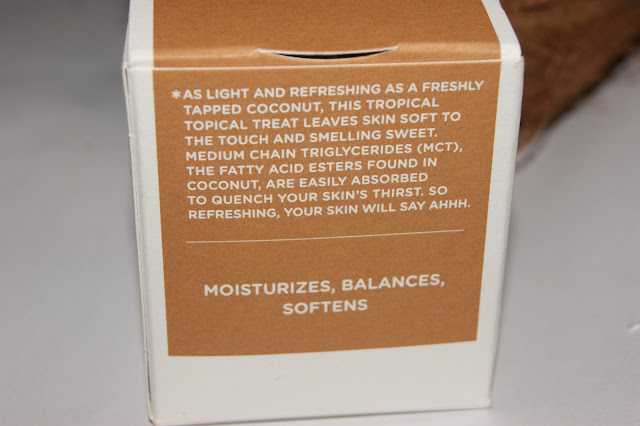 *AS LIGHT AND REFRESHING AS A FRESHLY
TAPPED COCONUT, THIS TROPICAL
TOPICAL TREAT LEAVES SKIN SOFT TO
THE TOUCH AND SMELLING SWEET.
MEDIUM CHAIN TRIGLYCERIDES (MCT),
THE FATTY ACID ESTERS FOUND IN
COCONUT, ARE EASILY ABSORBED
TO QUENCH YOUR SKIN'S THIRST. SO
REFRESHING, YOUR SKIN WILL SAY AHHH.
MOISTURIZES, BALANCES,
SOFTENS